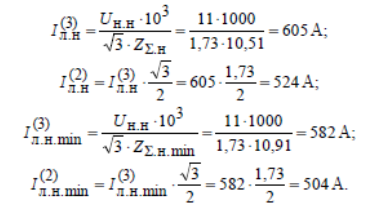 I_{л.н}^{(3)} = \frac{U_{н.н} \cdot 10^3}{\sqrt{3} \cdot Z_{Σ.н}} = \frac{11 \cdot 1000}{1,73 \cdot 10,51} = 605 А;
I_{л.н}^{(2)} = I_{л.н}^{(3)} \cdot \frac{\sqrt{3}}{2} = 605 \cdot \frac{1,73}{2} = 524 А;
I_{л.н.min}^{(3)} = \frac{U_{н.н} \cdot 10^3}{\sqrt{3} \cdot Z_{Σ.н.min}} = \frac{11 \cdot 1000}{1,73 \cdot 10,91} = 582 А;
I_{л.н.min}^{(2)} = I_{л.н.min}^{(3)} \cdot \frac{\sqrt{3}}{2} = 582 \cdot \frac{1,73}{2} = 504 А.